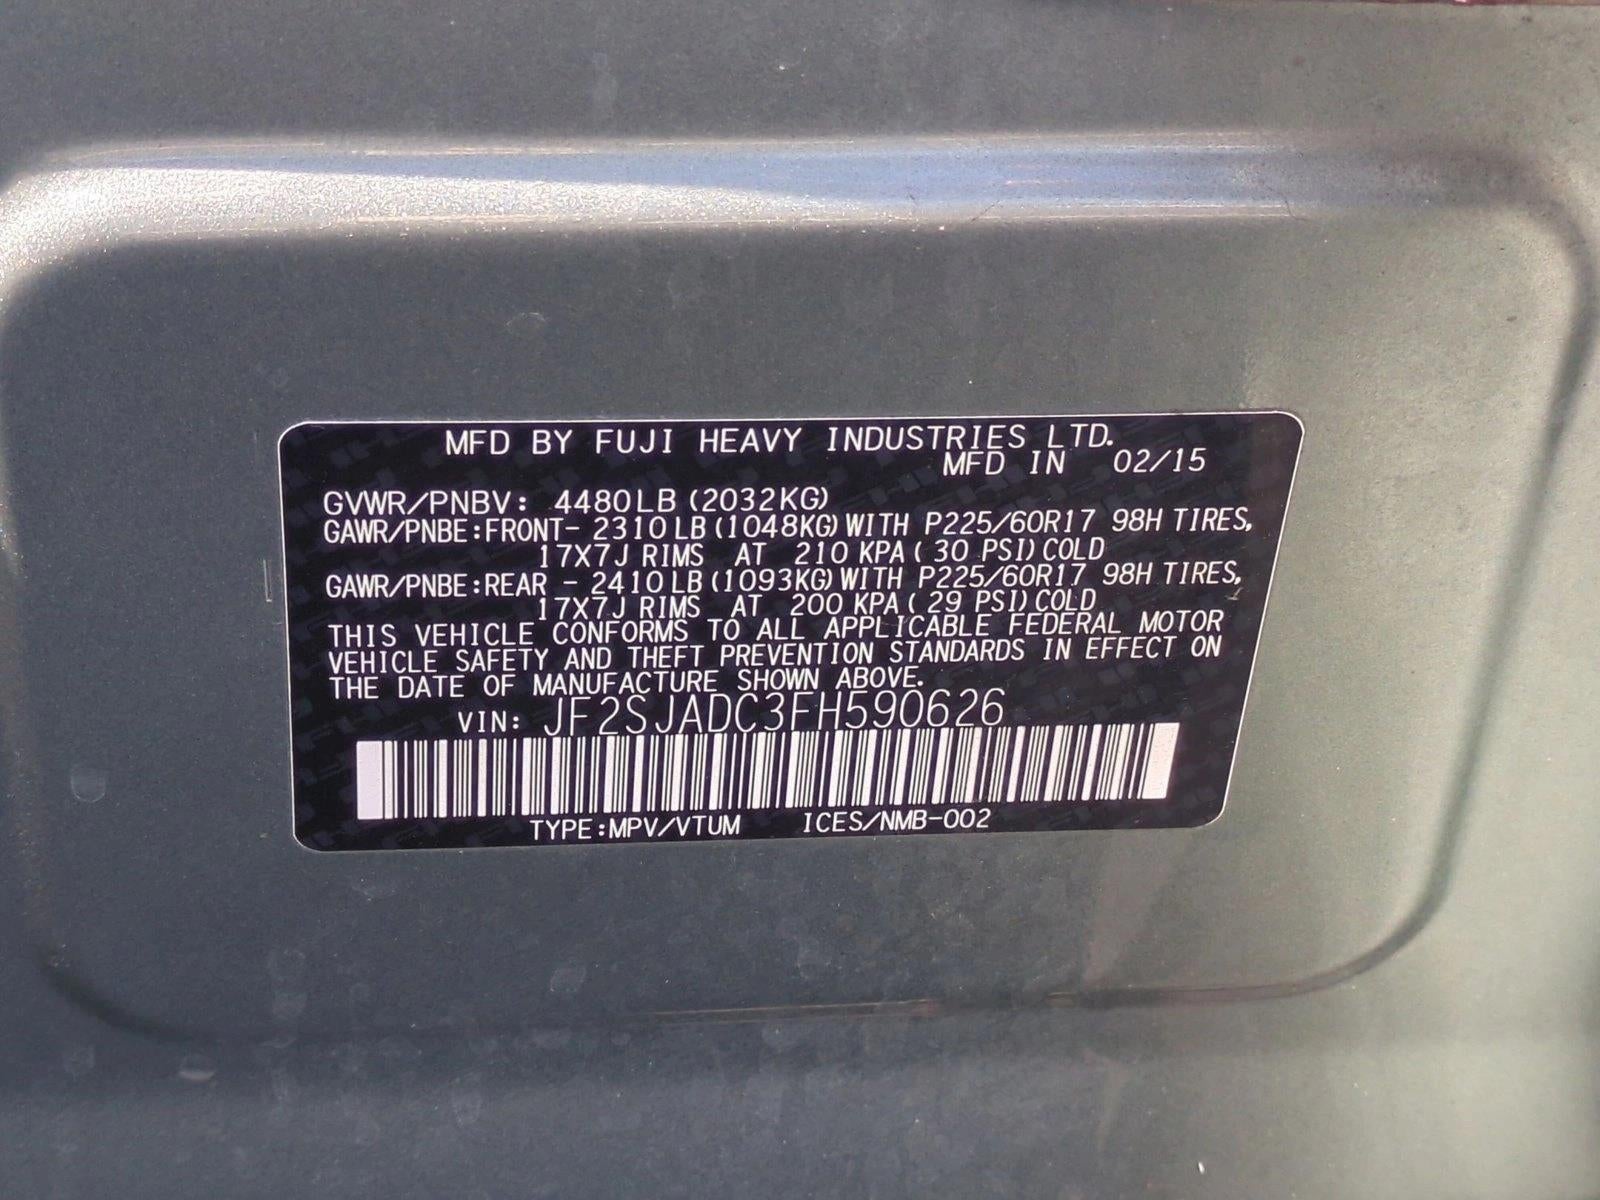 MFD BY FUJI HEAVY INDUSTRIES LTD.
MFD IN 02/15
GVWR/PNBV: 4480LB (2032KG)
GAWR/PNBE:FRONT- 2310LB (1048KG) WITH P225/60R17 98H TIRES,
17X7J RIMS AT 210 KPA ( 30 PSI) COLD
GAWR/PNBE:REAR - 2410LB (1093KG) WITH P225/60R17 98H TIRES,
17X7J RIMS AT 200 KPA ( 29 PSI) COLD
THIS VEHICLE CONFORMS TO ALL APPLICABLE FEDERAL MOTOR
VEHICLE SAFETY AND THEFT PREVENTION STANDARDS IN EFFECT ON
THE DATE OF MANUFACTURE SHOWN ABOVE.
VIN: JF2SJADC3FH590626
TYPE:MPV/VTUM ICES/NMB-002